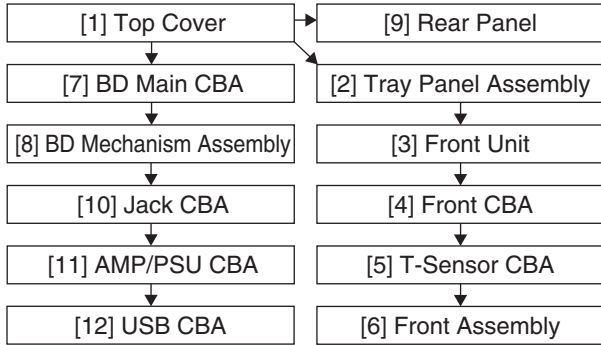 [1] Top Cover
[9] Rear Panel
[7] BD Main CBA
[2] Tray Panel Assembly
[8] BD Mechanism Assembly
[3] Front Unit
[10] Jack CBA
[4] Front CBA
[11] AMP/PSU CBA
[5] T-Sensor CBA
[12] USB CBA
[6] Front Assembly